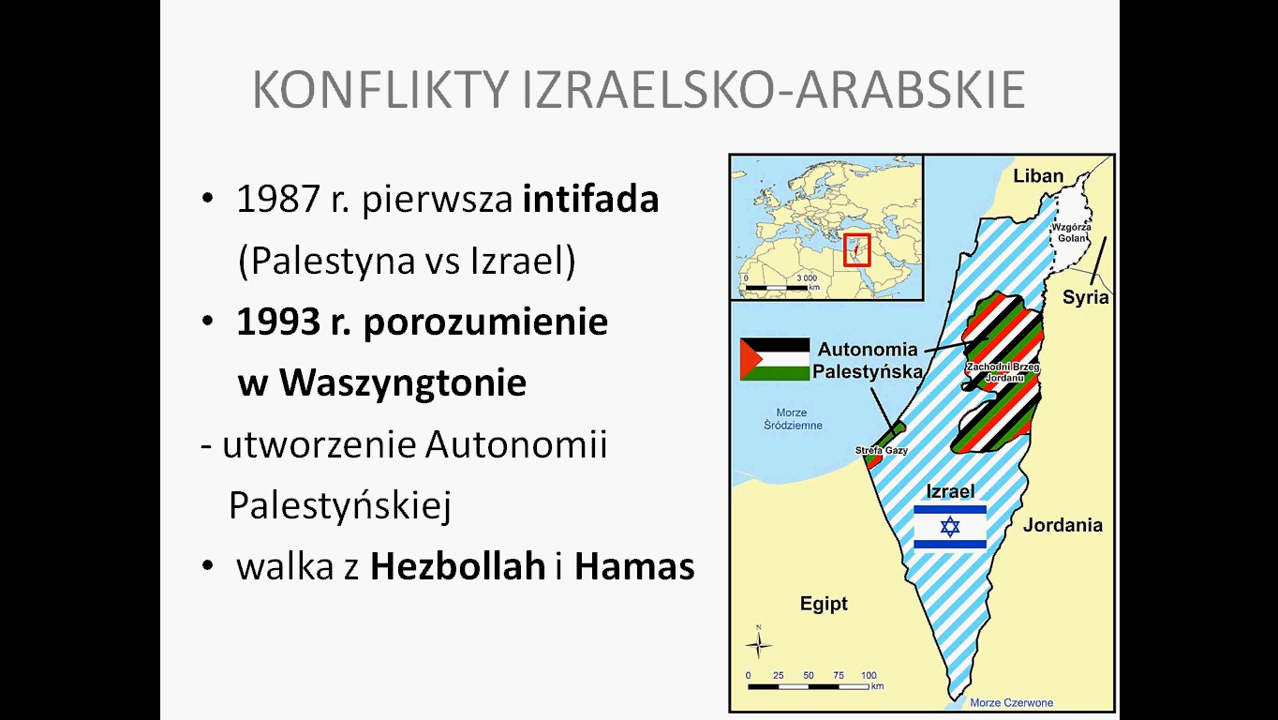 KONFLIKTY IZRAELSKO-ARABSKIE
• 1987 r. pierwsza intifada
(Palestyna vs Izrael)
• 1993 r. porozumienie
w Waszyngtonie
- utworzenie Autonomii
Palestyńskiej
• walka z Hezbollah i Hamas
0 3 000
km
Liban
Wzgórza
Golan
Syria
Autonomia
Palestyńska
Zachodni Brzeg
Jordanu
Morze
Śródziemne
Strefa Gazy
Izrael
Jordania
Egipt
N
0 25 50 75 100
km
Morze Czerwone